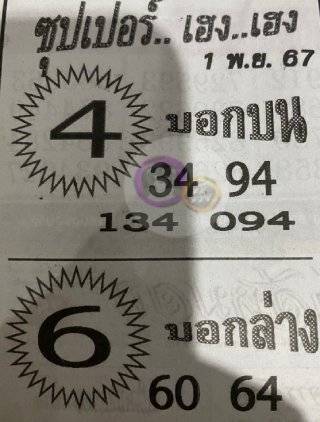 ซุปเปอร์.. เฮง..เฮง
1 พ.ย. 67
4 บอกบน
34 94
134 094
6 บอกล่าง
60 64